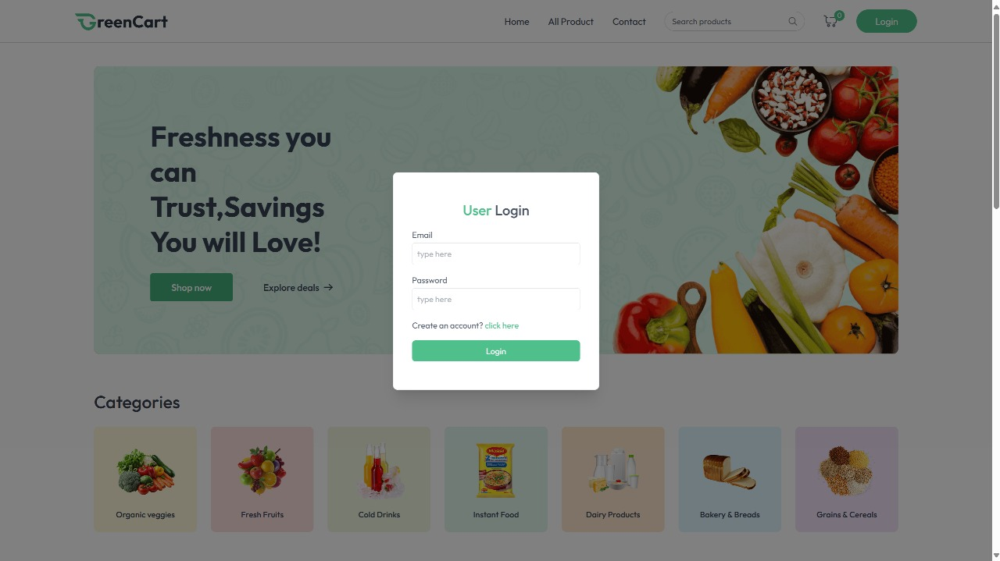 GreenCart
Home
All Product
Contact
Search products
0
Login
Freshness you
can
Trust,Savings
You will Love!
Shop now
Explore deals →
User Login
Email
type here
Password
type here
Create an account? click here
Login
Categories
Organic veggies
Fresh Fruits
Cold Drinks
Maggi
Instant Food
Dairy Products
Bakery & Breads
Grains & Cereals